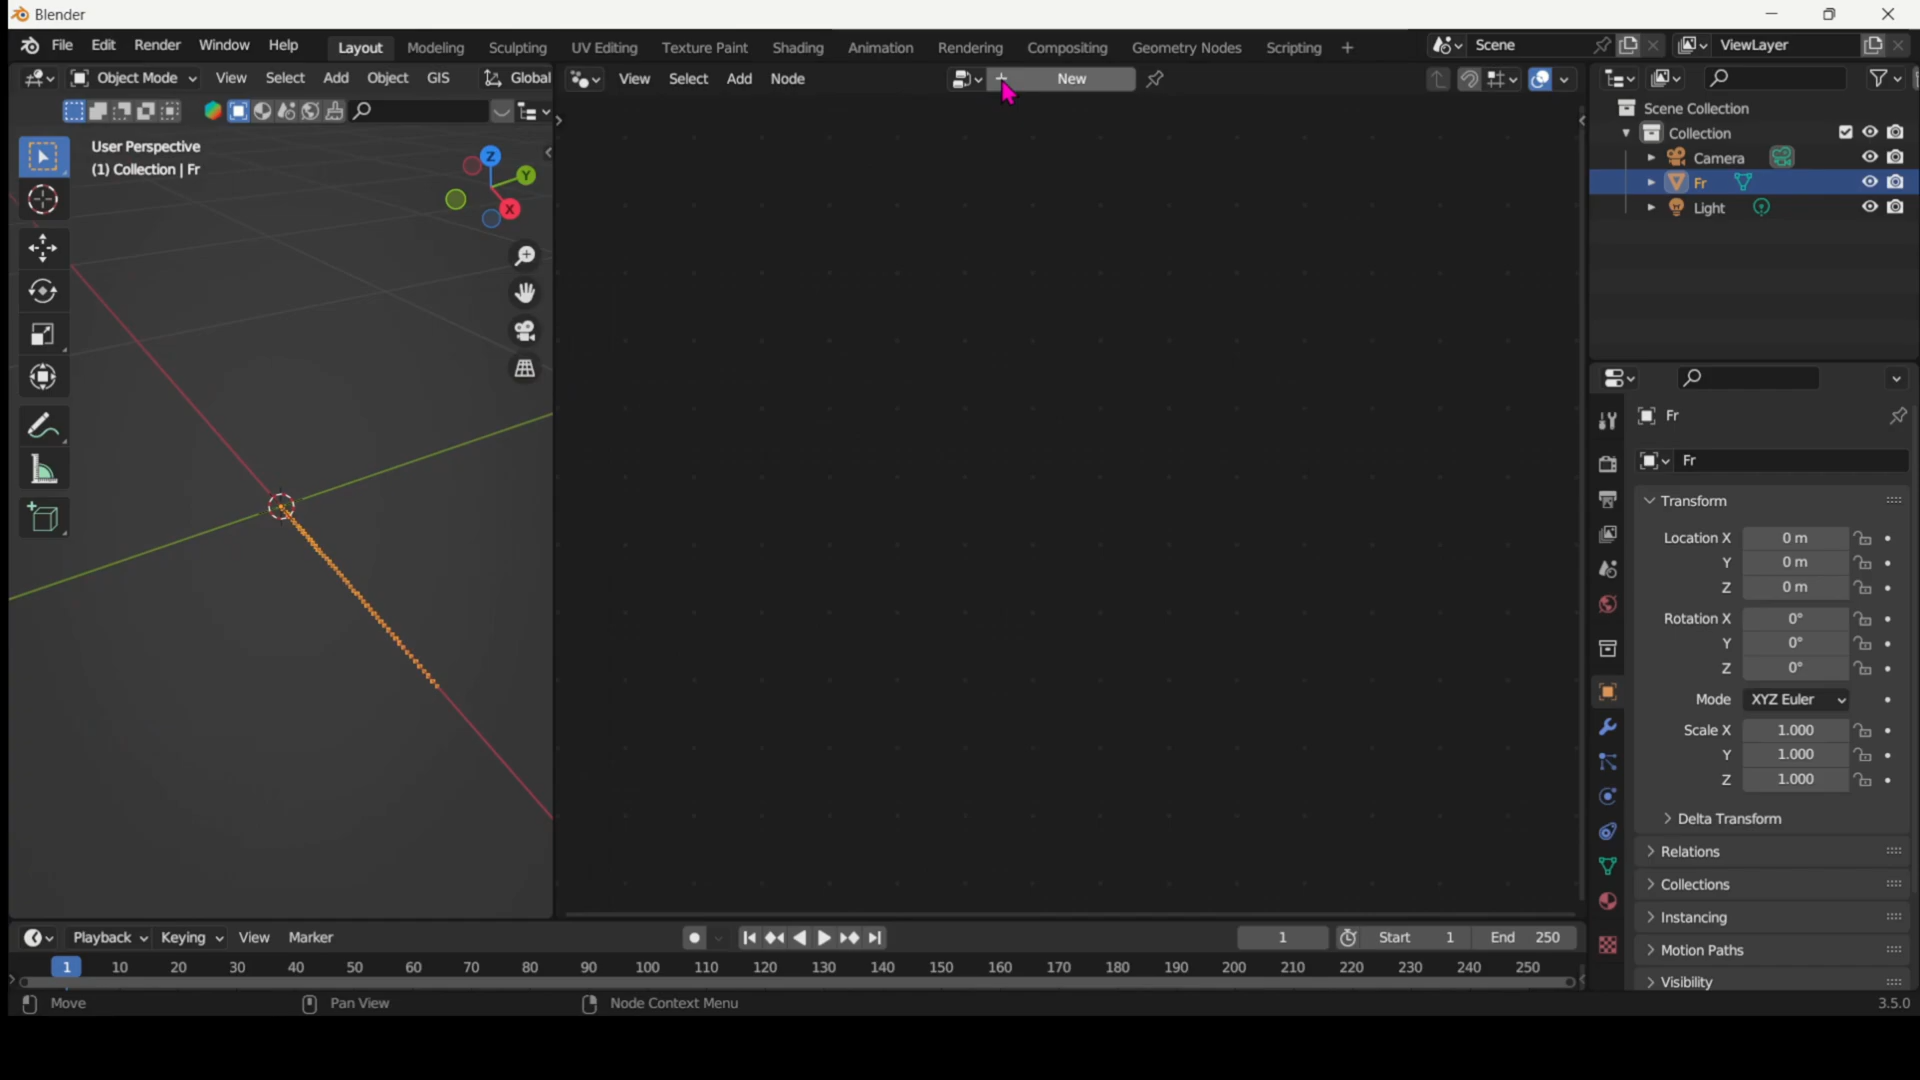 Blender
File Edit Render Window Help Layout Modeling Sculpting UV Editing Texture Paint Shading Animation Rendering Compositing Geometry Nodes Scripting + Scene ViewLayer
Object Mode View Select Add Object GIS Global View Select Add Node + New
User Perspective
(1) Collection | Fr
Z
Y
X
Scene Collection
Collection
Camera
Fr
Light
Fr
Fr
Transform
Location X 0 m
Y 0 m
Z 0 m
Rotation X 0°
Y 0°
Z 0°
Mode XYZ Euler
Scale X 1.000
Y 1.000
Z 1.000
Delta Transform
Relations
Collections
Instancing
Motion Paths
Visibility
Playback Keying View Marker 1 Start 1 End 250
1 10 20 30 40 50 60 70 80 90 100 110 120 130 140 150 160 170 180 190 200 210 220 230 240 250
Move Pan View Node Context Menu 3.5.0